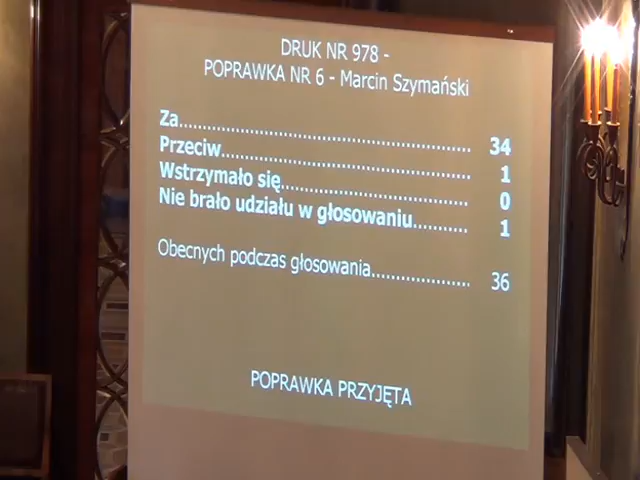 DRUK NR 978 -
POPRAWKA NR 6 - Marcin Szymański
Za.......................................................... 34
Przeciw.................................................. 1
Wstrzymało się..................................... 0
Nie brało udziału w głosowaniu........... 1
Obecnych podczas głosowania................... 36
POPRAWKA PRZYJĘTA